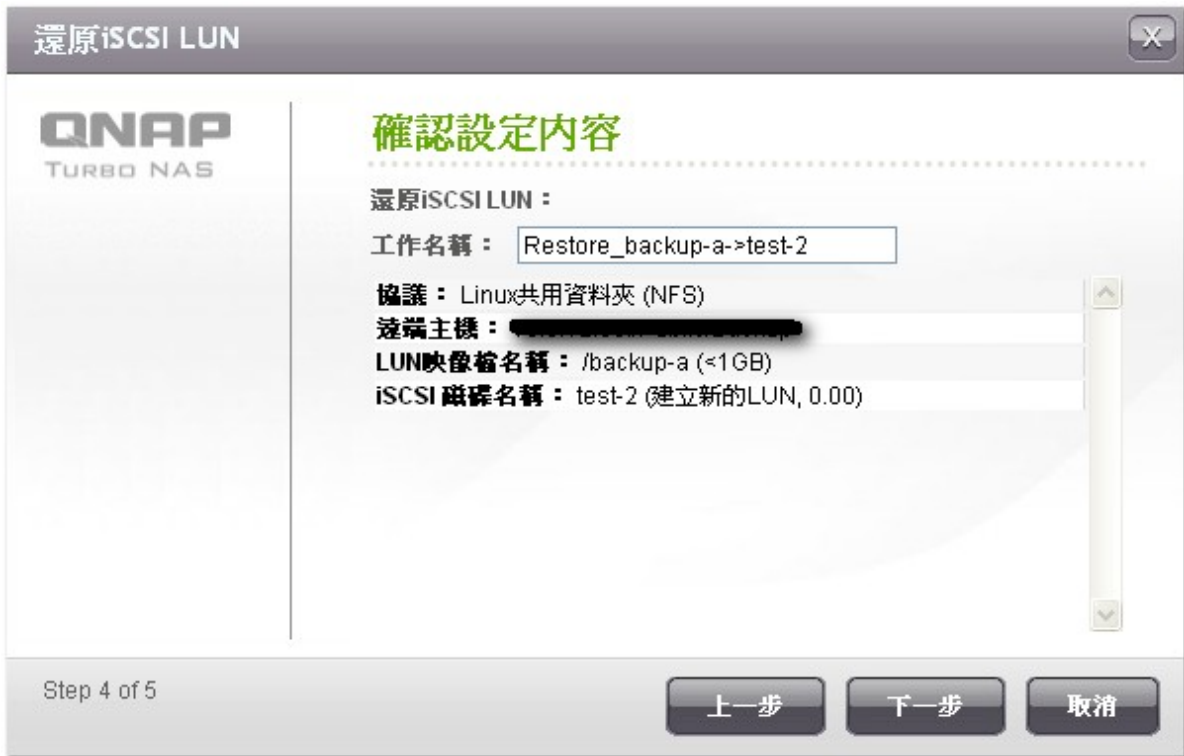 還原iSCSI LUN
X
QNAP
TURBO NAS
確認設定內容
還原iSCSI LUN：
工作名稱： Restore_backup-a->test-2
協議： Linux共用資料夾 (NFS)
遠端主機：
LUN映像檔名稱： /backup-a (<1GB)
iSCSI 磁碟名稱： test-2 (建立新的LUN, 0.00)
Step 4 of 5
上一步 下一步 取消